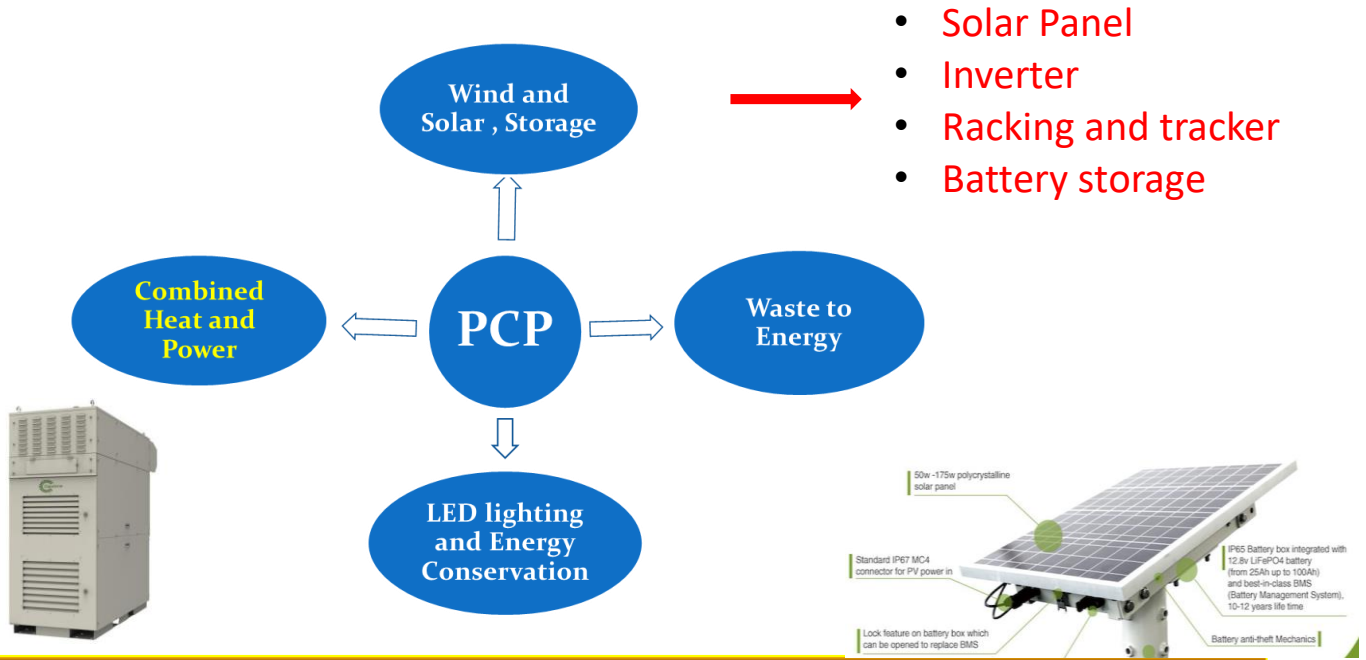 • Solar Panel
• Inverter
• Racking and tracker
• Battery storage
Wind and
Solar , Storage
Combined
Heat and
Power
PCP
Waste to
Energy
LED lighting
and Energy
Conservation
50w -175w polycrystalline
solar panel
Standard IP67 MC4
connector for PV power in
Lock feature on battery box which
can be opened to replace BMS
IP65 Battery box integrated with
12.8v LiFePO4 battery
(from 25Ah up to 100Ah)
and best-in-class BMS
(Battery Management System),
10-12 years life time
Battery anti-theft Mechanics